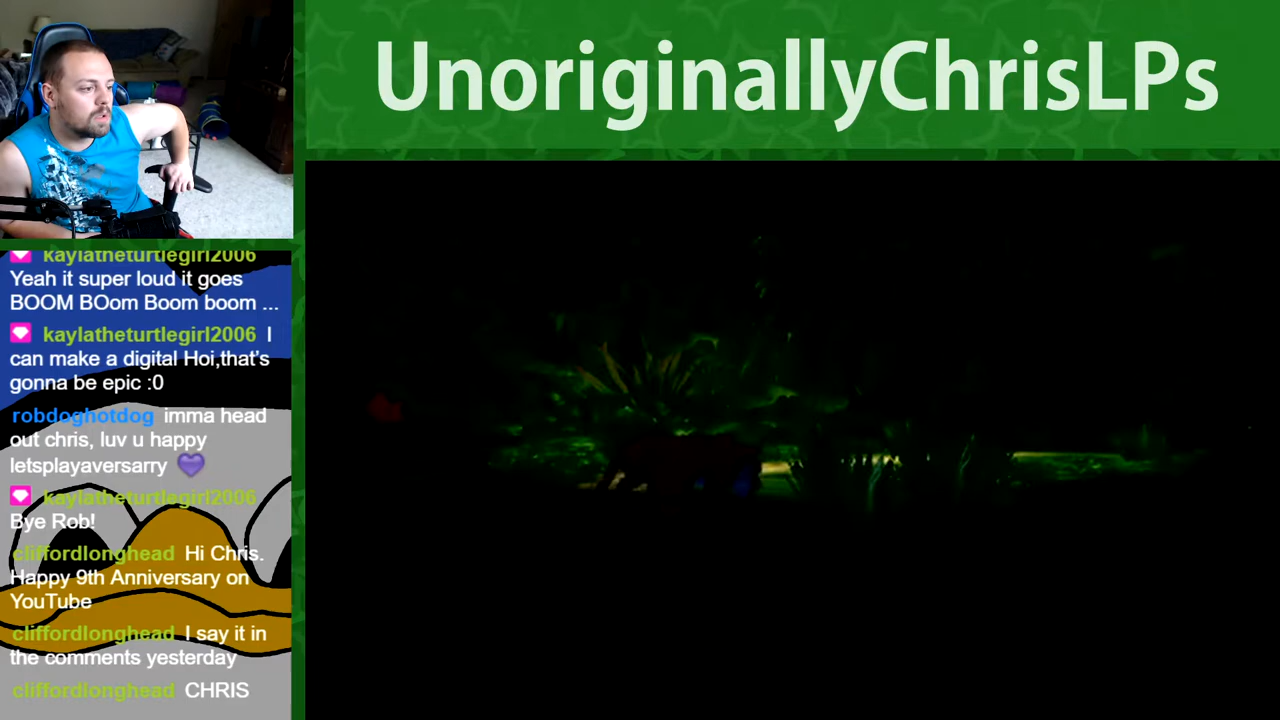 UnoriginallyChrisLPs
kaylatheturtlegirl2006
Yeah it super loud it goes
BOOM BOom Boom boom ...
kaylatheturtlegirl2006 I
can make a digital Hoi,that's
gonna be epic :0
robdoghotdog imma head
out chris, luv u happy
letsplayaversarry
kaylatheturtlegirl2006
Bye Rob!
cliffordlonghead Hi Chris.
Happy 9th Anniversary on
YouTube
cliffordlonghead I say it in
the comments yesterday
cliffordlonghead CHRIS